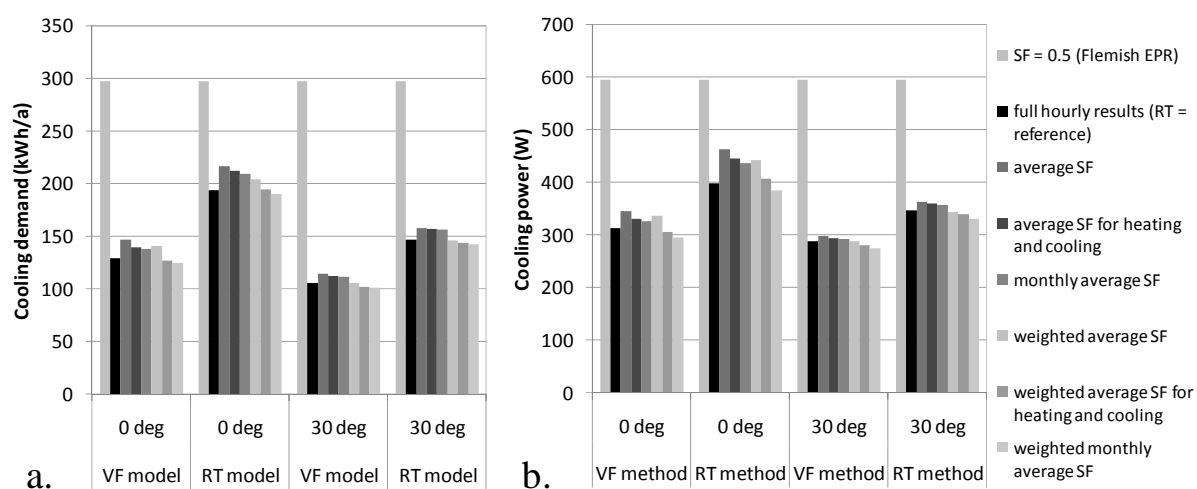 350
300
250
200
150
100
50
0
Cooling demand (kWh/a)
0 deg
0 deg
30 deg
30 deg
VF model
RT model
VF model
RT model
a.
700
600
500
400
300
200
100
0
Cooling power (W)
0 deg
0 deg
30 deg
30 deg
VF method
RT method
VF method
RT method
b.
SF = 0.5 (Flemish EPR)
full hourly results (RT =
reference)
average SF
average SF for heating
and cooling
monthly average SF
weighted average SF
weighted average SF for
heating and cooling
weighted monthly
average SF